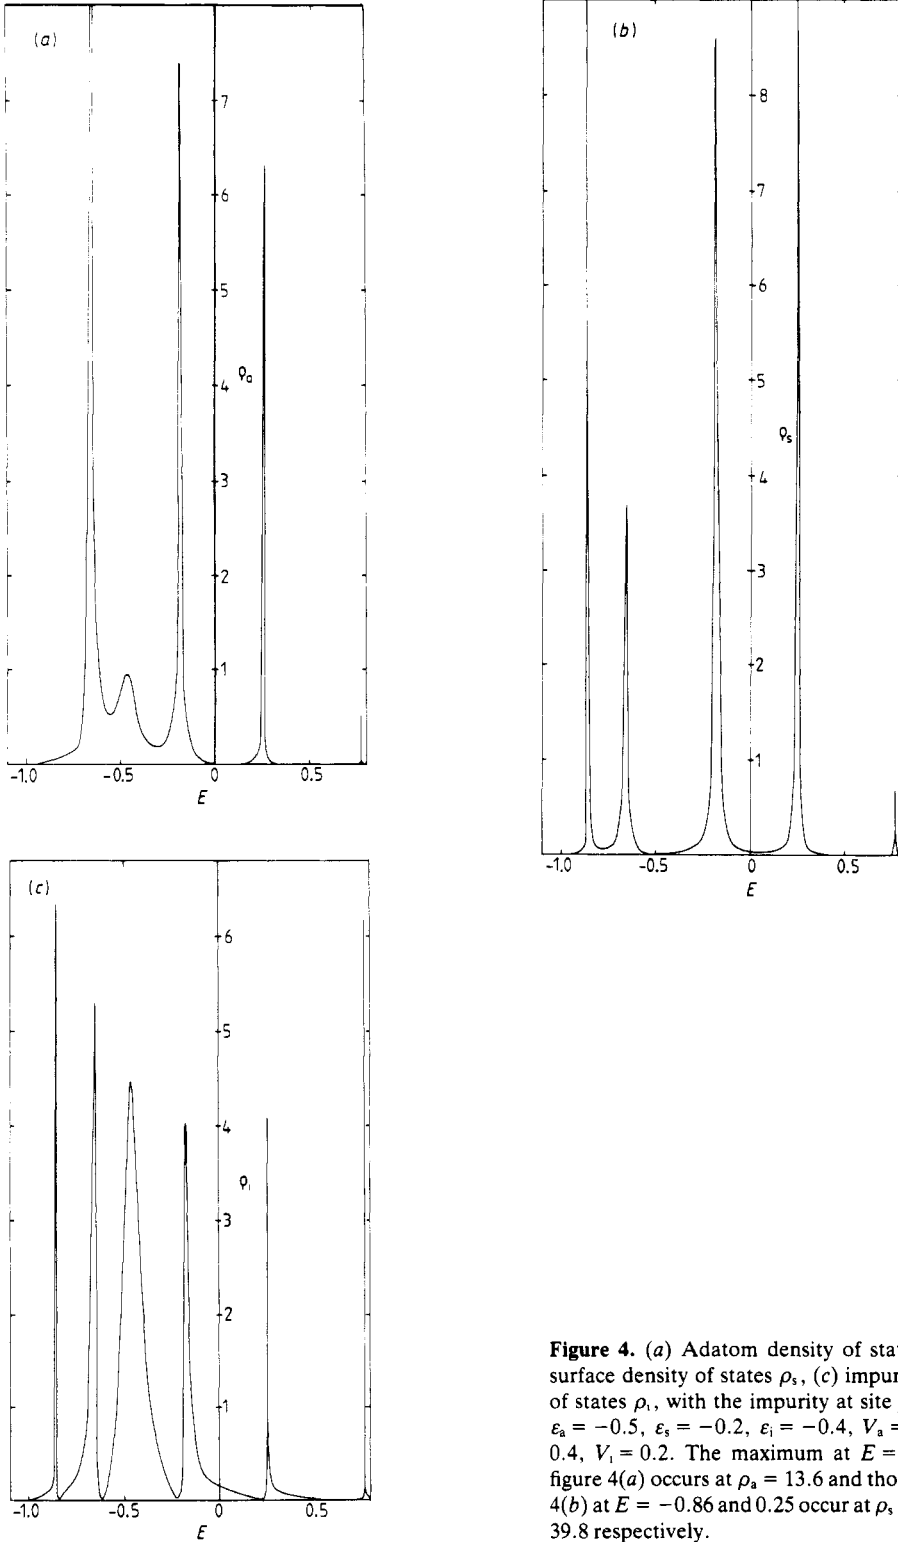 (a)
7
6
5
4
ρa
3
2
1
-1.0 -0.5 0 0.5
E
(b)
8
7
6
5
ρs
4
3
2
1
-1.0 -0.5 0 0.5
E
(c)
6
5
4
ρi
3
2
1
-1.0 -0.5 0 0.5
E
Figure 4. (a) Adatom density of stat
surface density of states ρs, (c) impur
of states ρi, with the impurity at site
εa = −0.5, εs = −0.2, εi = −0.4, Va =
0.4, Vi = 0.2. The maximum at E =
figure 4(a) occurs at ρa = 13.6 and tho
4(b) at E = −0.86 and 0.25 occur at ρs
39.8 respectively.